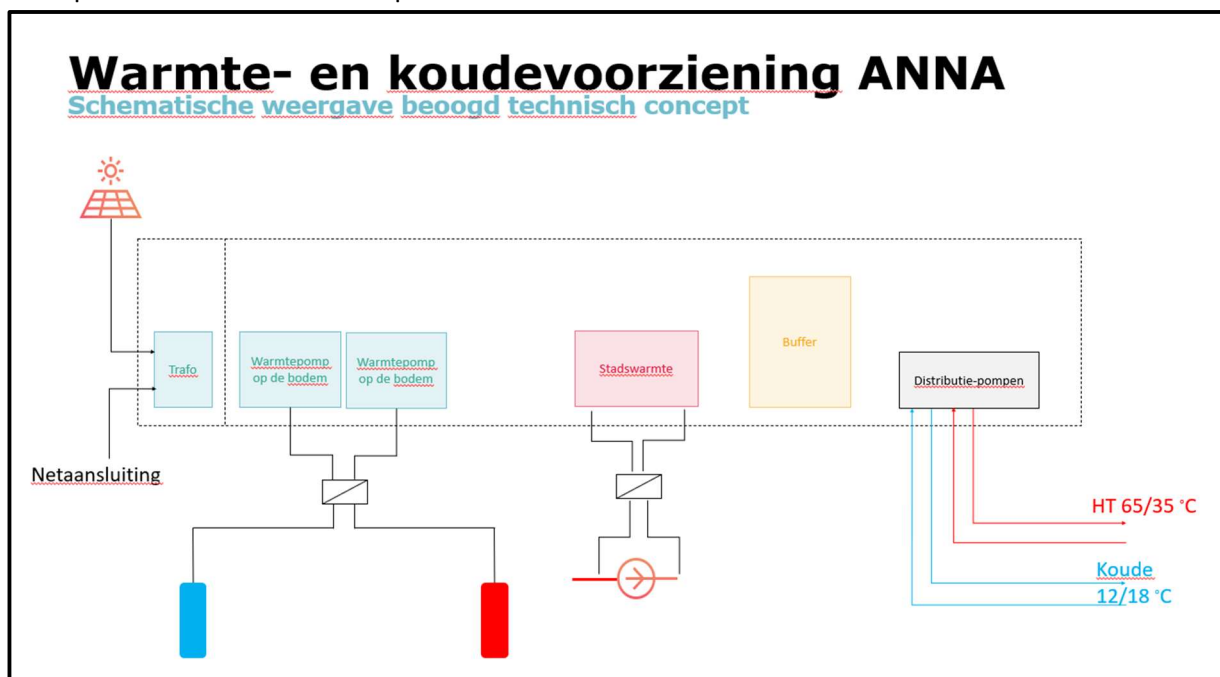 Warmte- en koudevoorziening ANNA
Schematische weergave beoogd technisch concept
Trafo
Warmtepomp
op de bodem
Warmtepomp
op de bodem
Stadswarmte
Buffer
Distributie-pompen
Netaansluiting
HT 65/35 °C
Koude
12/18 °C